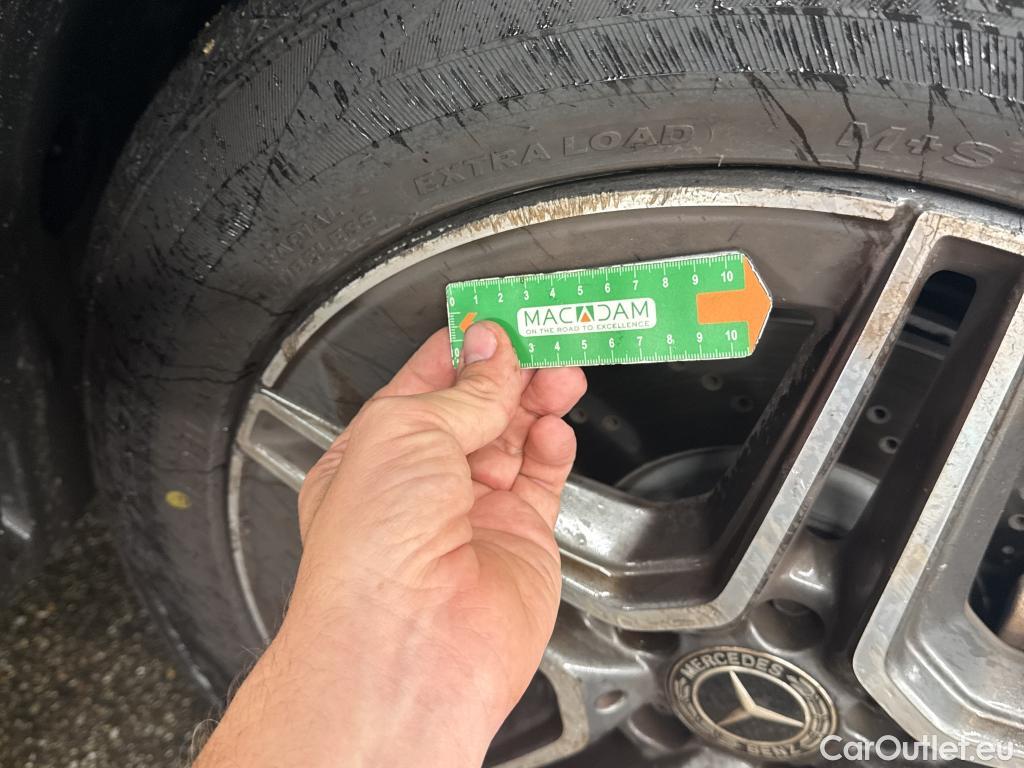 EXTRA LOAD
M+S
RADIAL
TUBELESS
0 1 2 3 4 5 6 7 8 9 10
MACADAM
ON THE ROAD TO EXCELLENCE
0 3 4 5 6 7 8 9 10
MERCEDES
BENZ
CarOutlet.eu